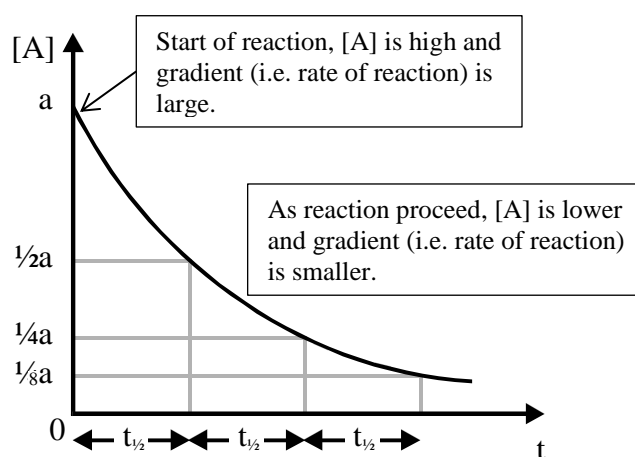 Start of reaction, [A] is high and
gradient (i.e. rate of reaction) is
large.
[A]
a
As reaction proceed, [A] is lower
and gradient (i.e. rate of reaction)
is smaller.
½a
¼a
⅛a
0
t½ t½ t½
t